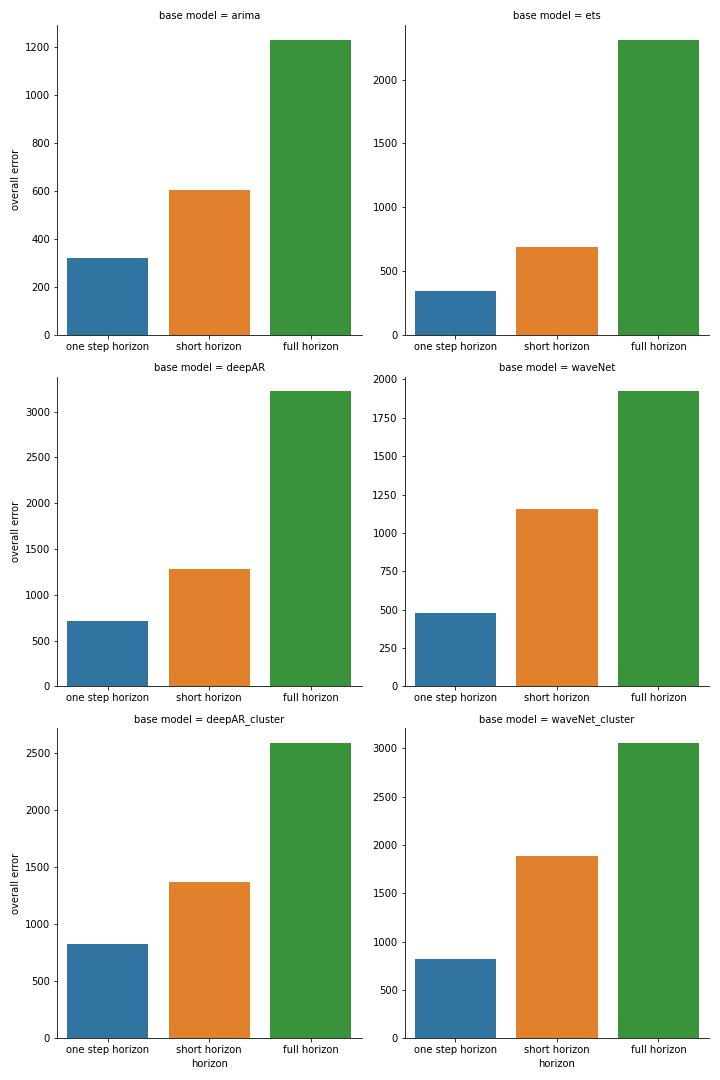 base model = arima
1200
1000
800
600
400
200
0
overall error
one step horizon short horizon full horizon
base model = ets
2000
1500
1000
500
0
one step horizon short horizon full horizon
base model = deepAR
3000
2500
2000
1500
1000
500
0
overall error
one step horizon short horizon full horizon
base model = waveNet
2000
1750
1500
1250
1000
750
500
250
0
one step horizon short horizon full horizon
base model = deepAR_cluster
2500
2000
1500
1000
500
0
overall error
one step horizon short horizon full horizon
horizon
base model = waveNet_cluster
3000
2500
2000
1500
1000
500
0
one step horizon short horizon full horizon
horizon